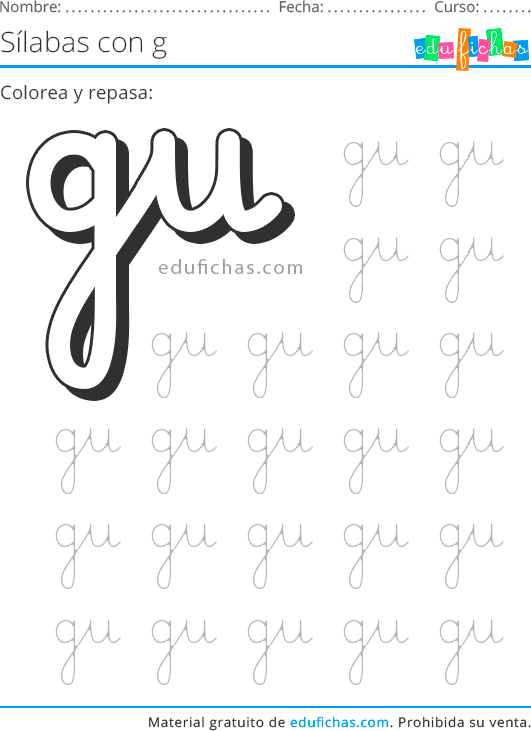 Nombre: ................................ Fecha: ................ Curso: ........
Sílabas con g
edufichas
Colorea y repasa:
gu
gu gu
gu gu
edufichas.com
gu gu gu gu
gu gu gu gu gu
gu gu gu gu gu
gu gu gu gu gu
Material gratuito de edufichas.com. Prohibida su venta.